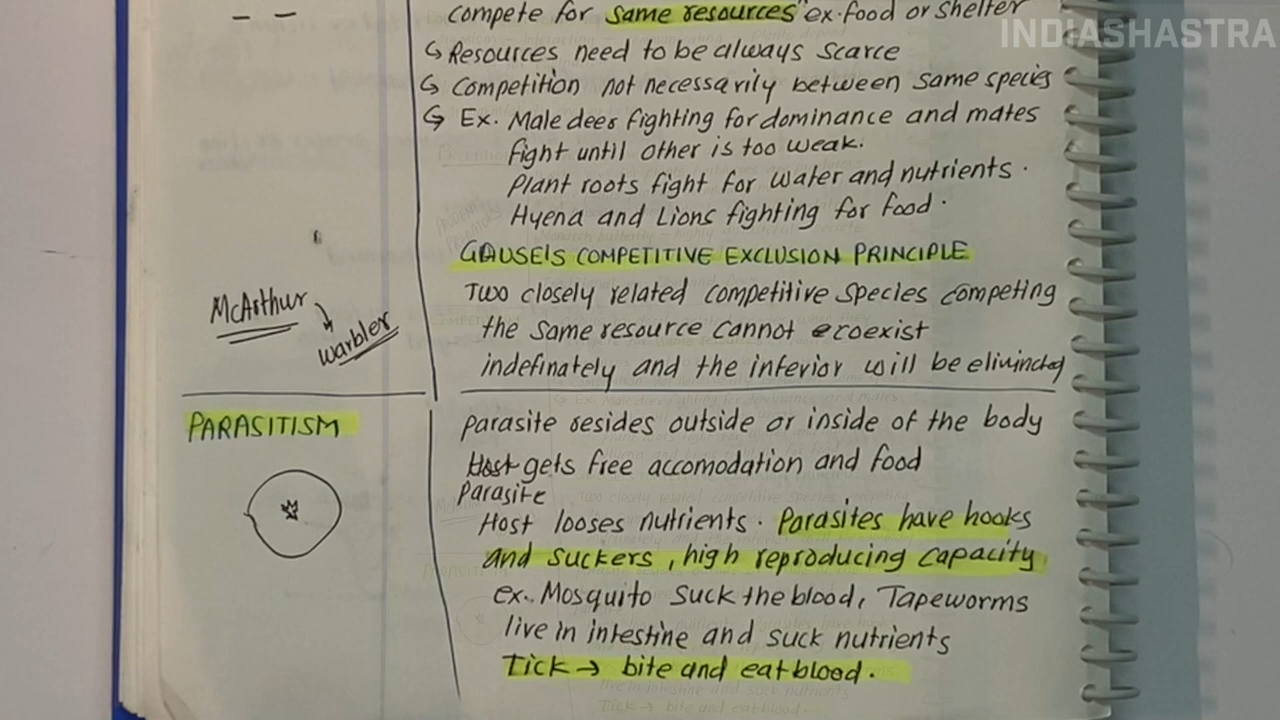 INDIASHASTRA
– –
compete for same resources ex. food or shelter
↳ Resources need to be always scarce
↳ Competition not necessarily between same species
↳ Ex. Male deer fighting for dominance and mates
fight until other is too weak.
Plant roots fight for water and nutrients.
Hyena and Lions fighting for food.
GAUSE'S COMPETITIVE EXCLUSION PRINCIPLE
Two closely related competitive species competing
the same resource cannot coexist
indefinately and the inferior will be elimincted
McArthur
warbler
PARASITISM
Parasite resides outside or inside of the body
Host gets free accomodation and food
Parasite
Host looses nutrients. Parasites have hooks
and suckers, high reproducing capacity
ex. Mosquito suck the blood, Tapeworms
live in intestine and suck nutrients
Tick → bite and eat blood.